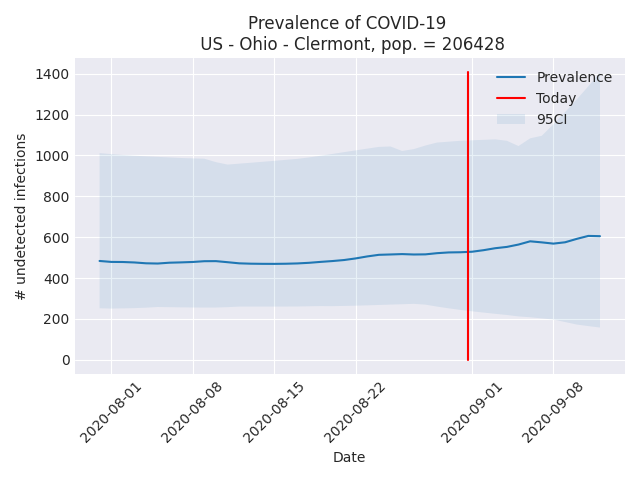 Prevalence of COVID-19
US - Ohio - Clermont, pop. = 206428
Prevalence
Today
95CI
1400
1200
1000
800
600
400
200
0
# undetected infections
2020-08-01
2020-08-08
2020-08-15
2020-08-22
2020-09-01
2020-09-08
Date